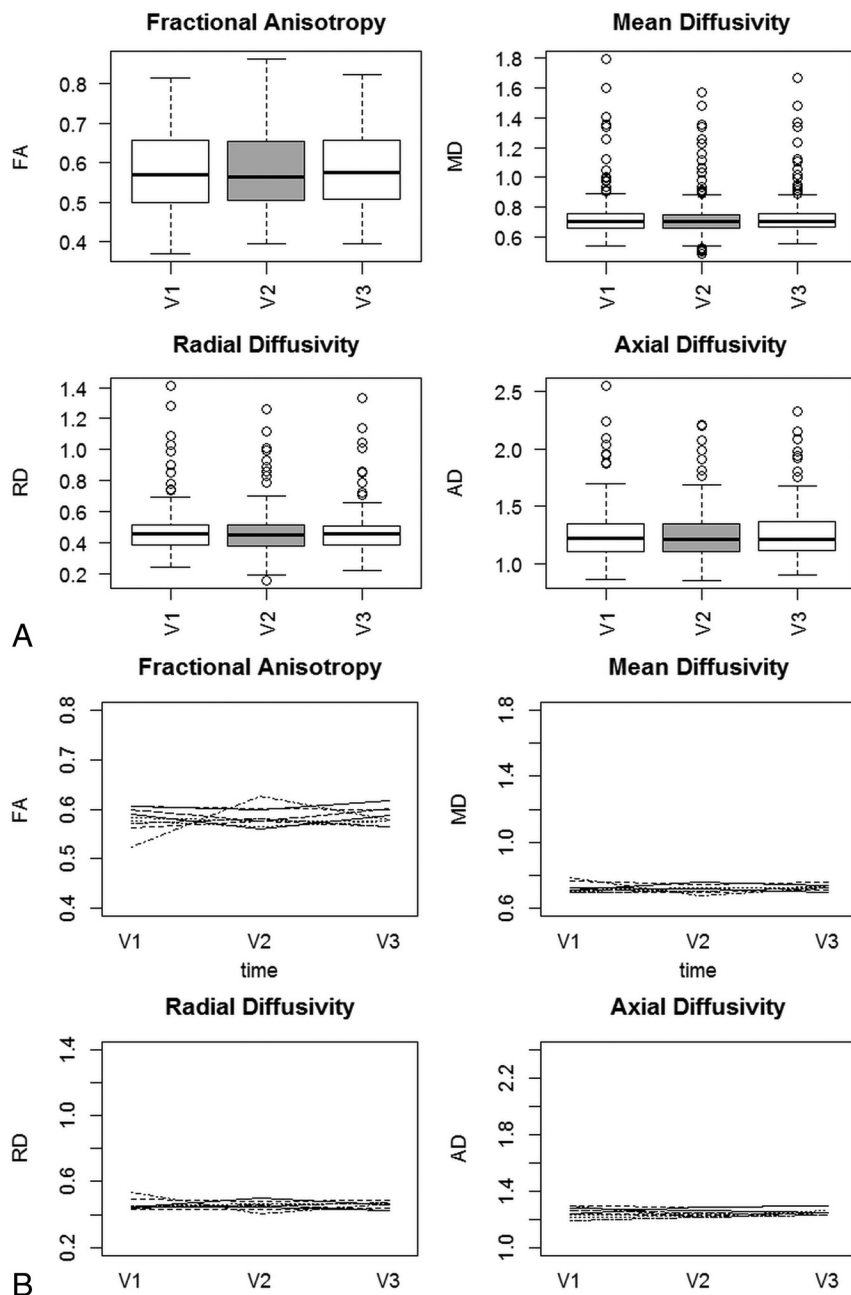 Fractional Anisotropy
FA
0.8
0.7
0.6
0.5
0.4
V1 V2 V3
Mean Diffusivity
MD
1.8
1.6
1.4
1.2
1.0
0.8
0.6
V1 V2 V3
Radial Diffusivity
RD
1.4
1.2
1.0
0.8
0.6
0.4
0.2
V1 V2 V3
Axial Diffusivity
AD
2.5
2.0
1.5
1.0
V1 V2 V3
A
Fractional Anisotropy
FA
0.8
0.7
0.6
0.5
0.4
V1 V2 V3
time
Mean Diffusivity
MD
1.8
1.4
1.0
0.6
V1 V2 V3
time
Radial Diffusivity
RD
1.4
1.0
0.6
0.2
V1 V2 V3
Axial Diffusivity
AD
2.2
1.8
1.4
1.0
V1 V2 V3
B